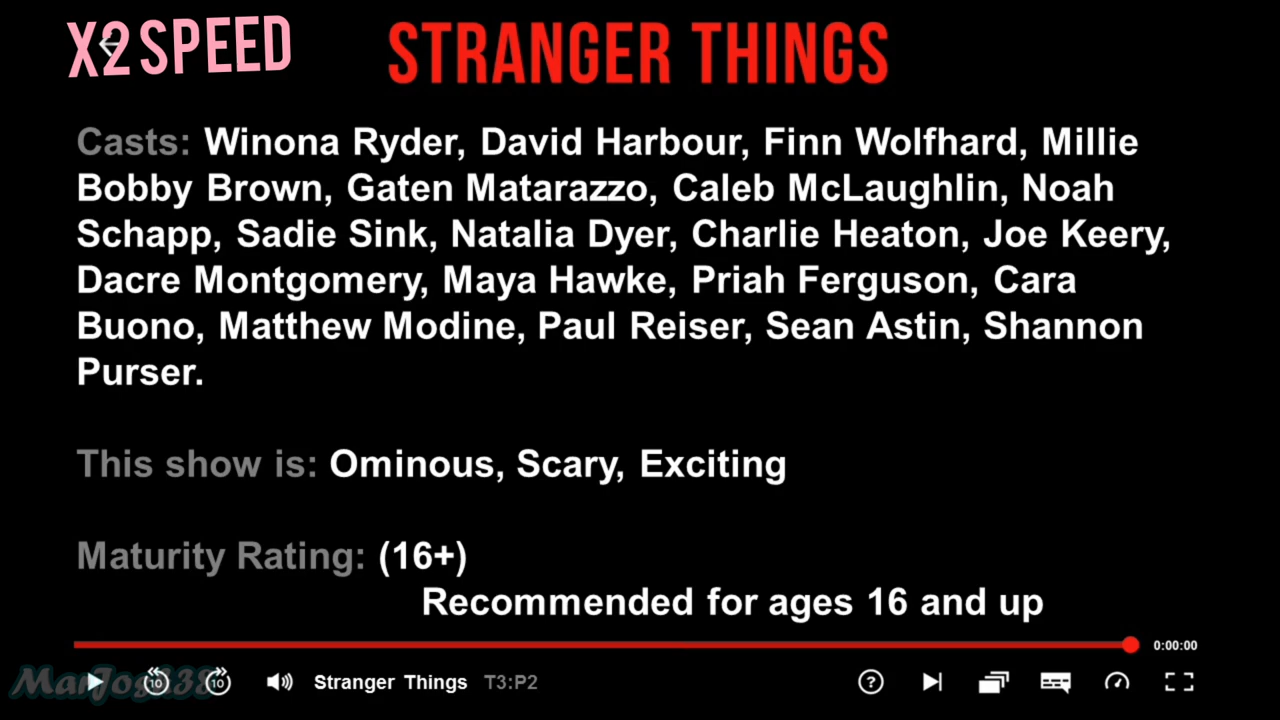 X2 SPEED
STRANGER THINGS
Casts: Winona Ryder, David Harbour, Finn Wolfhard, Millie
Bobby Brown, Gaten Matarazzo, Caleb McLaughlin, Noah
Schapp, Sadie Sink, Natalia Dyer, Charlie Heaton, Joe Keery,
Dacre Montgomery, Maya Hawke, Priah Ferguson, Cara
Buono, Matthew Modine, Paul Reiser, Sean Astin, Shannon
Purser.
This show is: Ominous, Scary, Exciting
Maturity Rating: (16+)
Recommended for ages 16 and up
0:00:00
10 10 Stranger Things T3:P2 ?